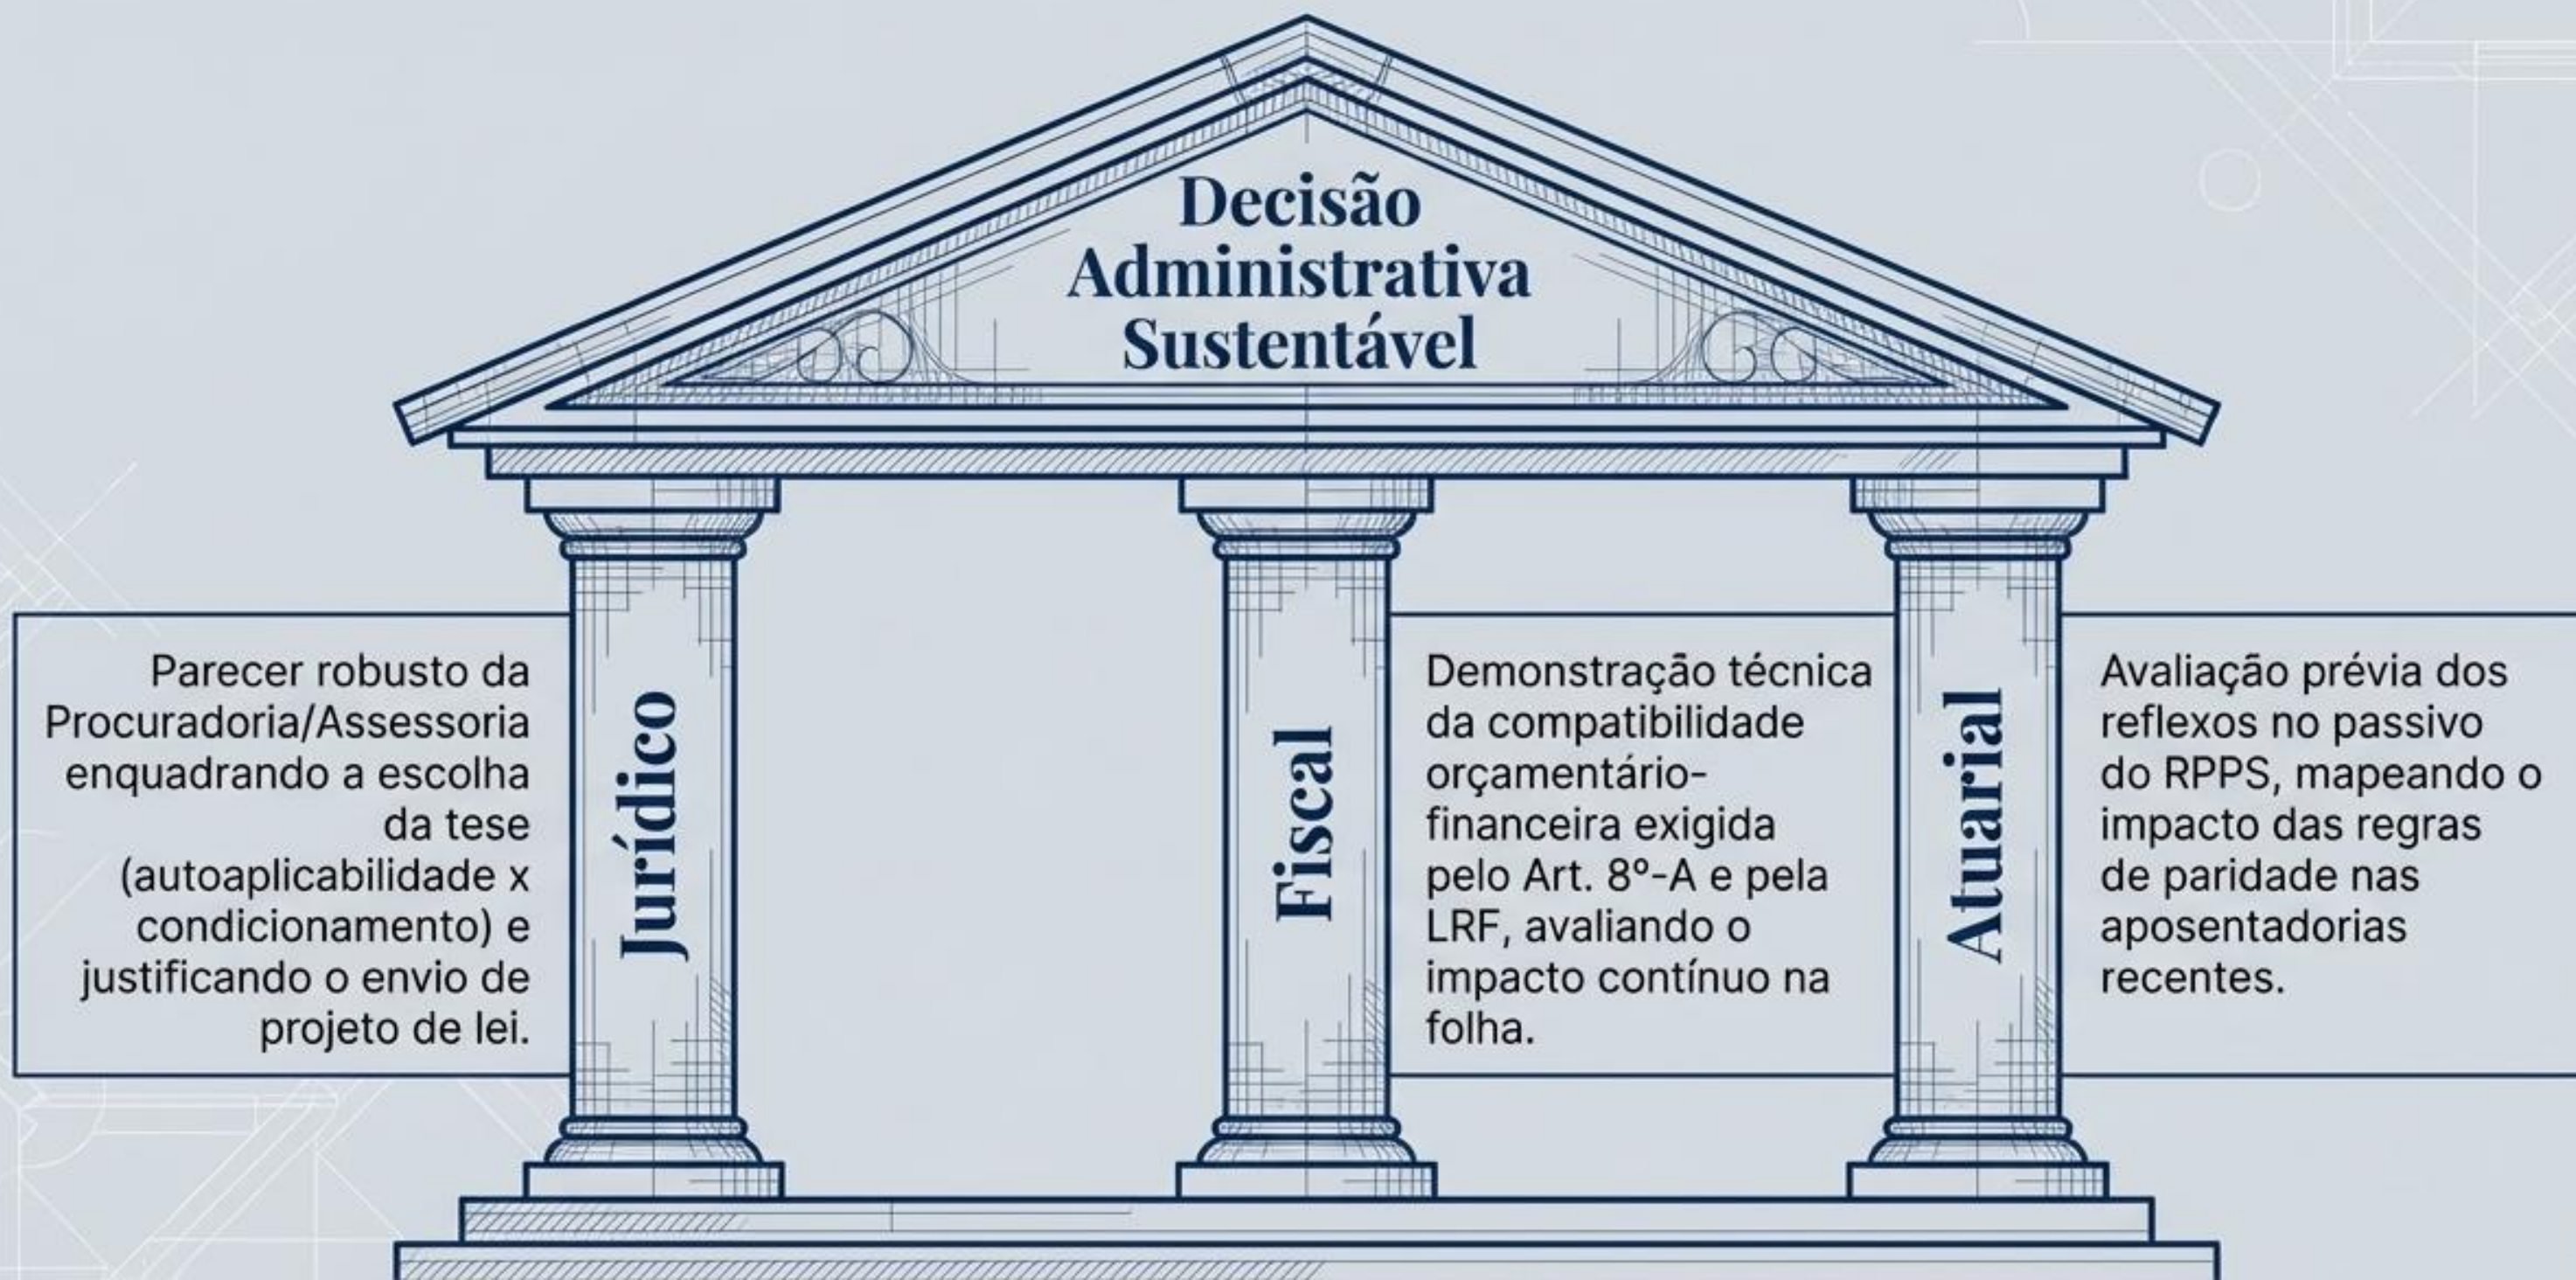 Decisão
Administrativa
Sustentável
Jurídico
Parecer robusto da
Procuradoria/Assessoria
enquadrando a escolha
da tese
(autoaplicabilidade x
condicionamento) e
justificando o envio de
projeto de lei.
Fiscal
Demonstração técnica
da compatibilidade
orçamentário-
financeira exigida
pelo Art. 8º-A e pela
LRF, avaliando o
impacto contínuo na
folha.
Atuarial
Avaliação prévia dos
reflexos no passivo
do RPPS, mapeando o
impacto das regras
de paridade nas
aposentadorias
recentes.